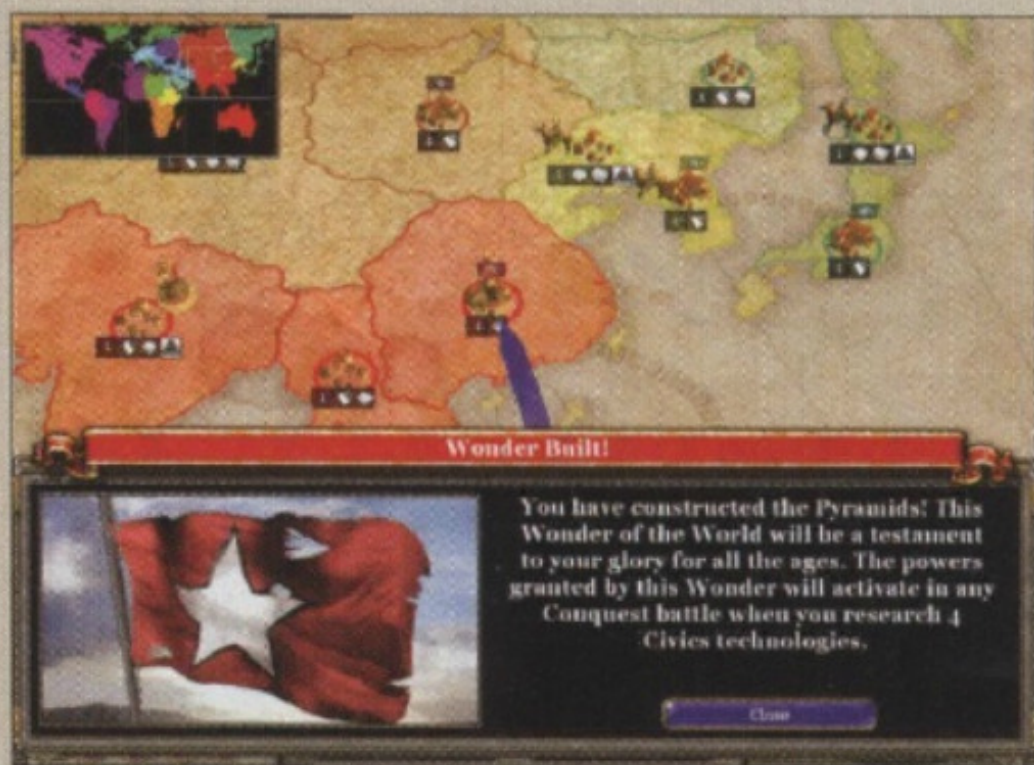 Wonder Built!
You have constructed the Pyramids! This
Wonder of the World will be a testament
to your glory for all the ages. The powers
granted by this Wonder will activate in any
Conquest battle when you research 4
Civics technologies.
Close